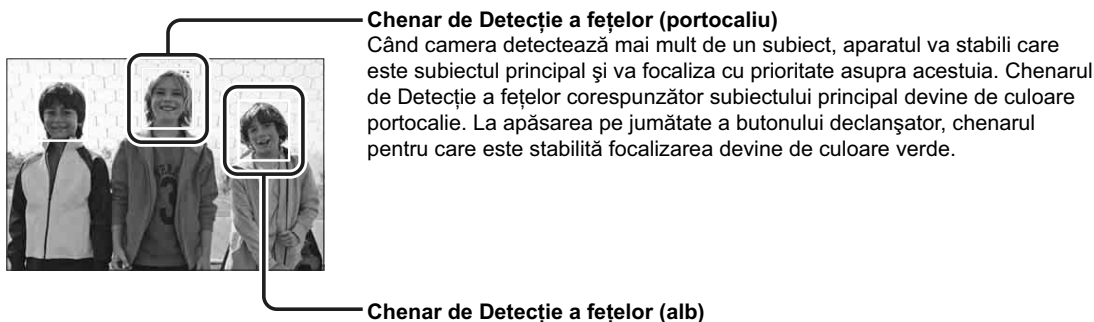 Chenar de Detecție a fețelor (portocaliu)
Când camera detectează mai mult de un subiect, aparatul va stabili care
este subiectul principal şi va focaliza cu prioritate asupra acestuia. Chenarul
de Detecție a fețelor corespunzător subiectului principal devine de culoare
portocalie. La apăsarea pe jumătate a butonului declanşator, chenarul
pentru care este stabilită focalizarea devine de culoare verde.
Chenar de Detecție a fețelor (alb)